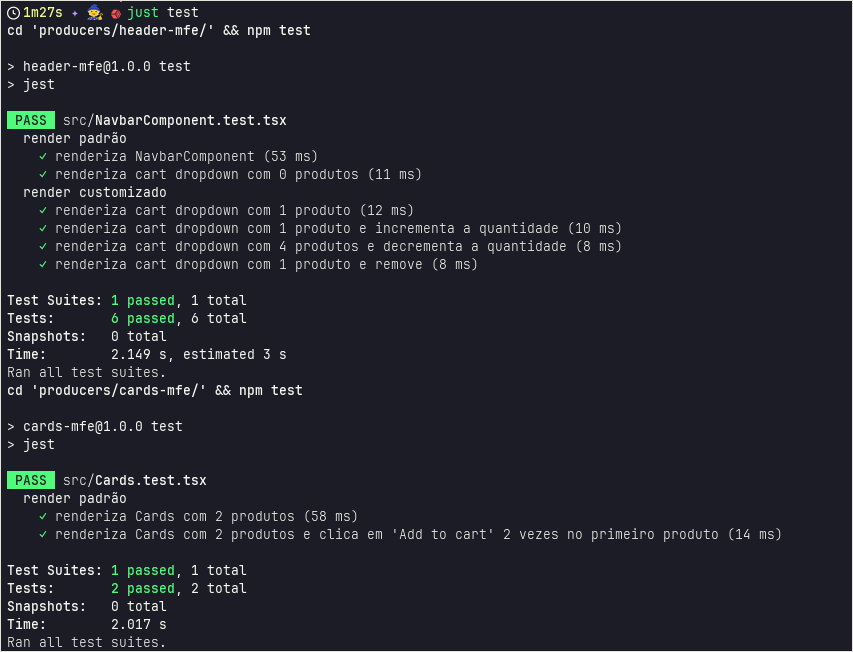 1m27s ✦ 🧙 just test
cd 'producers/header-mfe/' && npm test
> header-mfe@1.0.0 test
> jest
PASS src/NavbarComponent.test.tsx
render padrão
✓ renderiza NavbarComponent (53 ms)
✓ renderiza cart dropdown com 0 produtos (11 ms)
render customizado
✓ renderiza cart dropdown com 1 produto (12 ms)
✓ renderiza cart dropdown com 1 produto e incrementa a quantidade (10 ms)
✓ renderiza cart dropdown com 4 produtos e decrementa a quantidade (8 ms)
✓ renderiza cart dropdown com 1 produto e remove (8 ms)
Test Suites: 1 passed, 1 total
Tests: 6 passed, 6 total
Snapshots: 0 total
Time: 2.149 s, estimated 3 s
Ran all test suites.
cd 'producers/cards-mfe/' && npm test
> cards-mfe@1.0.0 test
> jest
PASS src/Cards.test.tsx
render padrão
✓ renderiza Cards com 2 produtos (58 ms)
✓ renderiza Cards com 2 produtos e clica em 'Add to cart' 2 vezes no primeiro produto (14 ms)
Test Suites: 1 passed, 1 total
Tests: 2 passed, 2 total
Snapshots: 0 total
Time: 2.017 s
Ran all test suites.